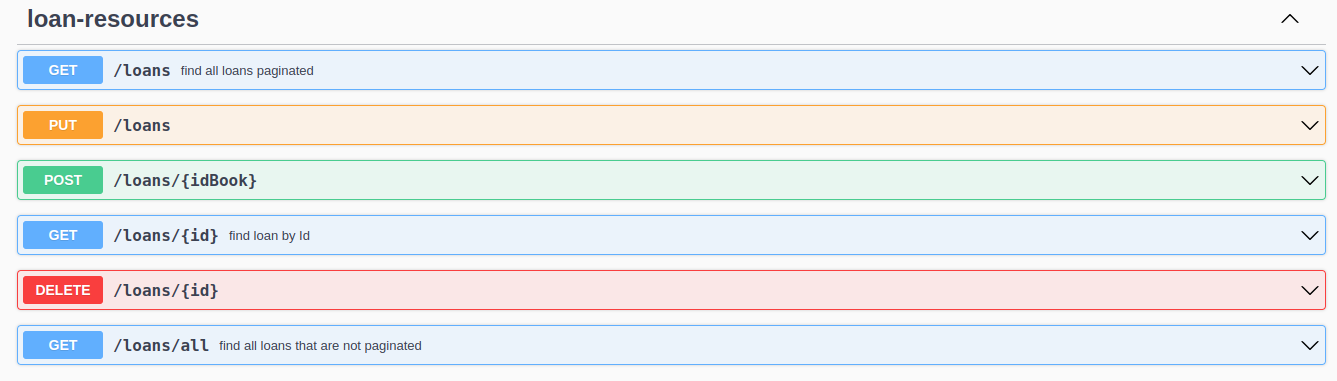 loan-resources
GET /loans find all loans paginated
PUT /loans
POST /loans/{idBook}
GET /loans/{id} find loan by Id
DELETE /loans/{id}
GET /loans/all find all loans that are not paginated